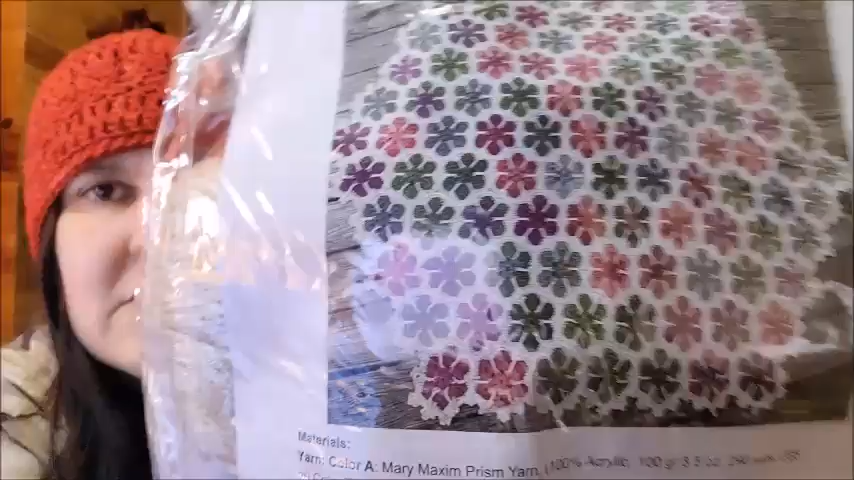 Materials:
Yarn: Color A: Mary Maxim Prism Yarn, (100% Acrylic, 100 g/ 3.5 oz,